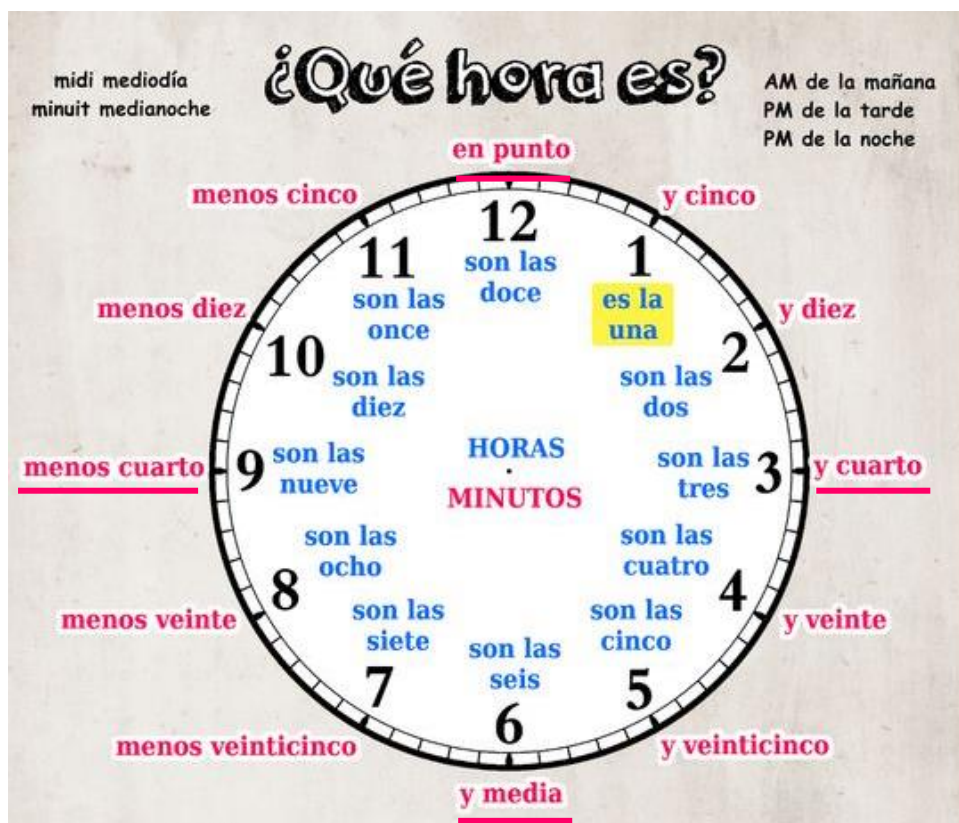 ¿Qué hora es?
midi mediodía
minuit medianoche
AM de la mañana
PM de la tarde
PM de la noche
en punto
menos cinco
y cinco
12
son las
doce
11
son las
once
1
es la
una
menos diez
y diez
10
son las
diez
2
son las
dos
menos cuarto
9
son las
nueve
HORAS
MINUTOS
son las
tres
3
y cuarto
son las
ocho
8
son las
cuatro
4
menos veinte
y veinte
son las
siete
7
son las
seis
6
son las
cinco
5
menos veinticinco
y veinticinco
y media